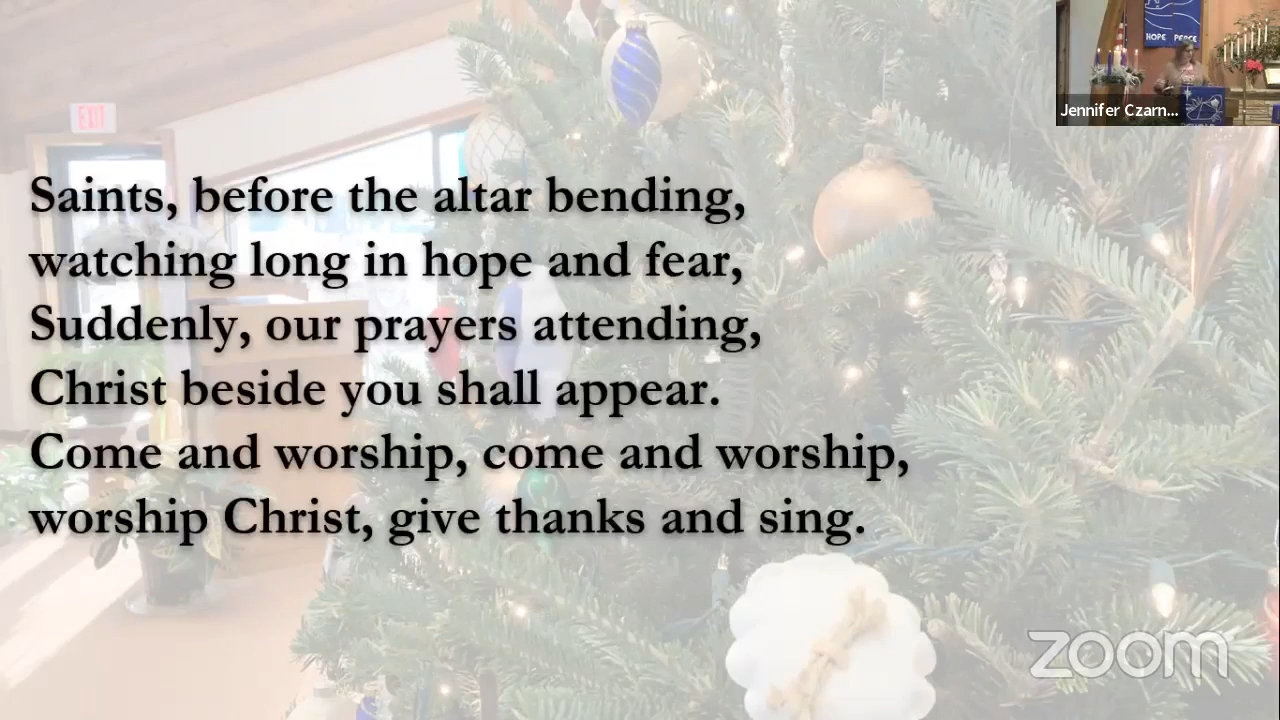 HOPE PEACE
Jennifer Czarn...
Saints, before the altar bending,
watching long in hope and fear,
Suddenly, our prayers attending,
Christ beside you shall appear.
Come and worship, come and worship,
worship Christ, give thanks and sing.
zoom